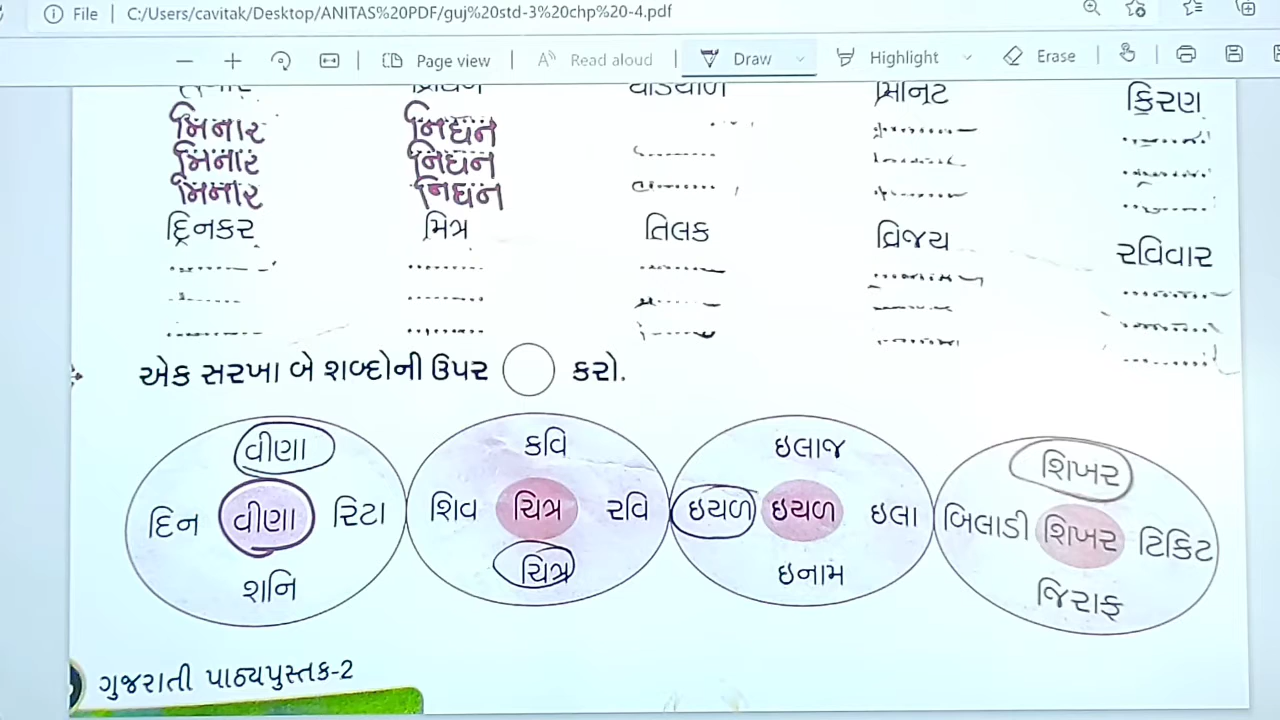 File C:/Users/cavitak/Desktop/ANITAS%20PDF/guj%20std-3%20chp%20-4.pdf
Page view Read aloud Draw Highlight Erase
કિરણ
મિનાર નિધન
મિનાર નિધન
મિનાર નિધન
દિનકર મિત્ર તિલક વિજય રવિવાર
એક સરખા બે શબ્દોની ઉપર કરો.
વીણા કવિ ઇલાજ શિખર
દિન વીણા રિટા શિવ ચિત્ર રવિ ઇયળ ઇયળ ઇલા બિલાડી શિખર ટિકિટ
શનિ ચિત્ર ઇનામ જિરાફ
ગુજરાતી પાઠ્યપુસ્તક-2